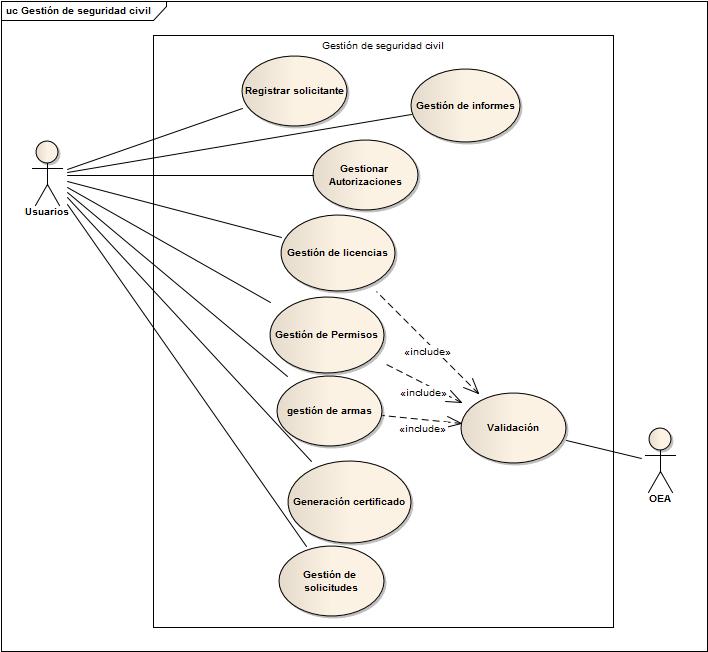 uc Gestión de seguridad civil
Gestión de seguridad civil
Registrar solicitante
Gestión de informes
Gestionar
Autorizaciones
Usuarios
Gestión de licencias
Gestión de Permisos
«include»
«include»
gestión de armas
«include»
Validación
OEA
Generación certificado
Gestión de
solicitudes